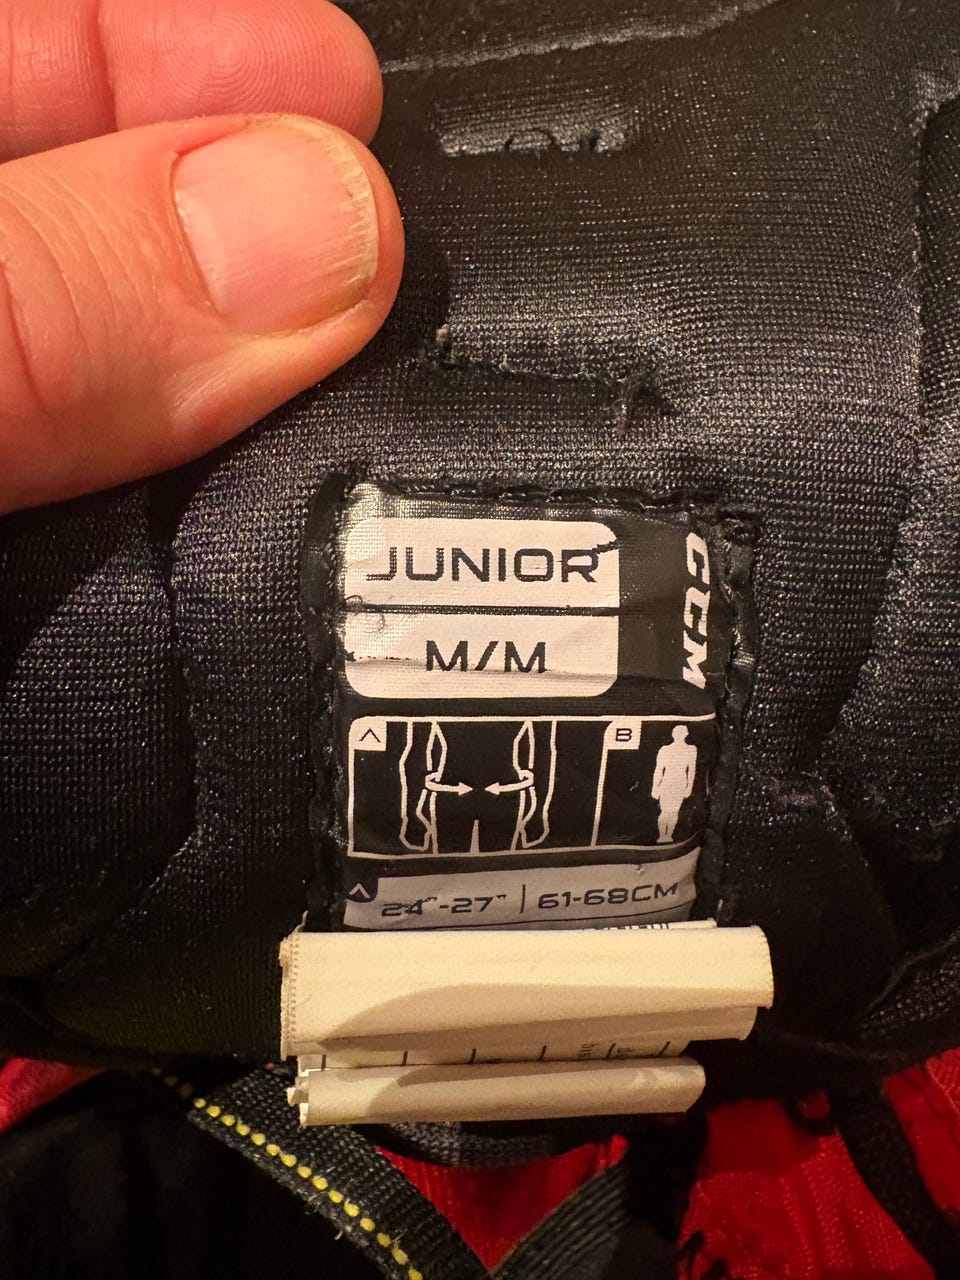 JUNIOR
CCM
M/M
A
B
A 24"-27" | 61-68CM